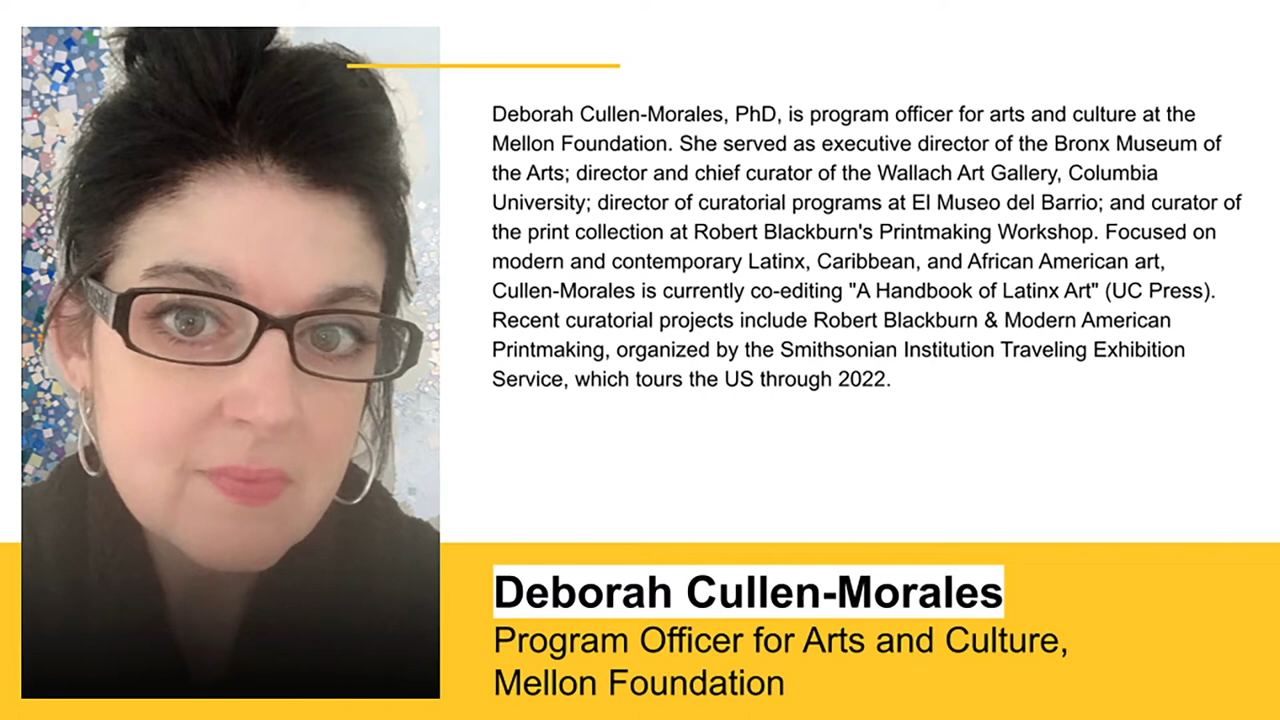 Deborah Cullen-Morales, PhD, is program officer for arts and culture at the
Mellon Foundation. She served as executive director of the Bronx Museum of
the Arts; director and chief curator of the Wallach Art Gallery, Columbia
University; director of curatorial programs at El Museo del Barrio; and curator of
the print collection at Robert Blackburn's Printmaking Workshop. Focused on
modern and contemporary Latinx, Caribbean, and African American art,
Cullen-Morales is currently co-editing "A Handbook of Latinx Art" (UC Press).
Recent curatorial projects include Robert Blackburn & Modern American
Printmaking, organized by the Smithsonian Institution Traveling Exhibition
Service, which tours the US through 2022.
Deborah Cullen-Morales
Program Officer for Arts and Culture,
Mellon Foundation